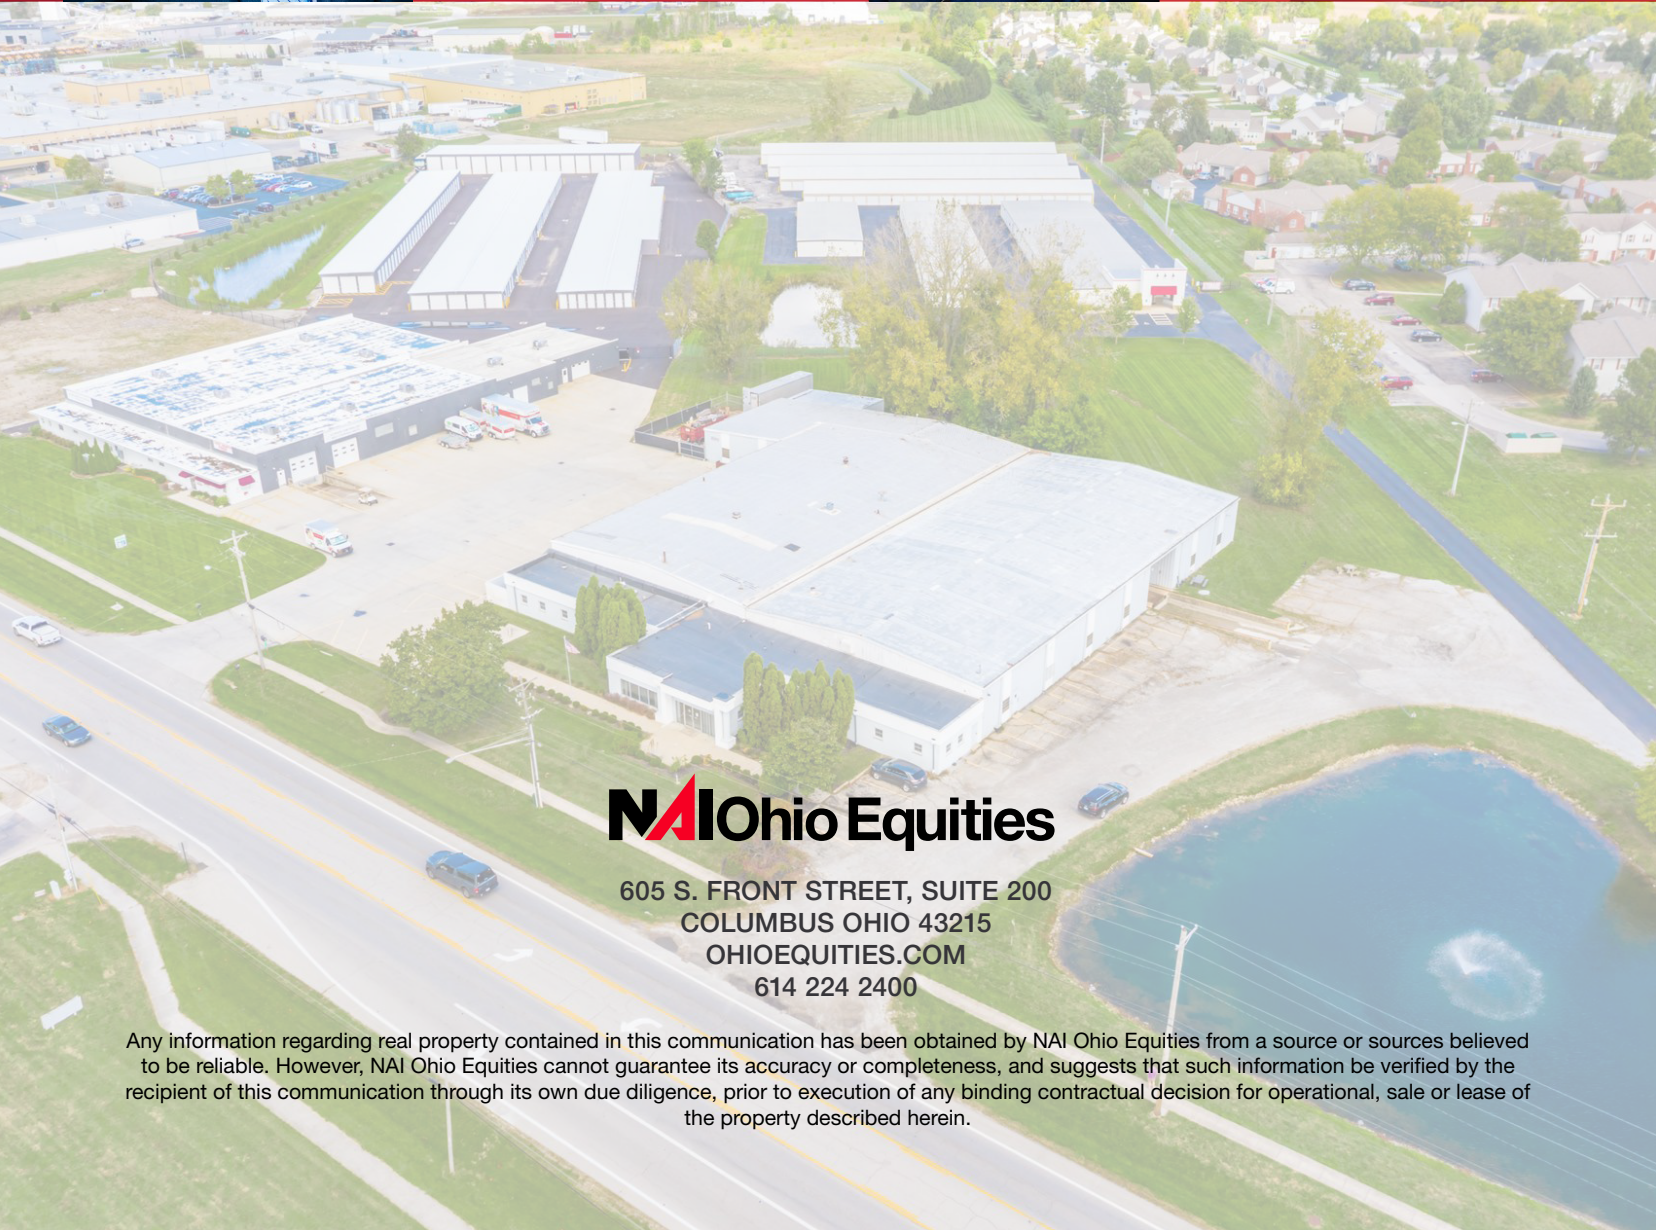 NAI Ohio Equities
605 S. FRONT STREET, SUITE 200
COLUMBUS OHIO 43215
OHIOEQUITIES.COM
614 224 2400
Any information regarding real property contained in this communication has been obtained by NAI Ohio Equities from a source or sources believed
to be reliable. However, NAI Ohio Equities cannot guarantee its accuracy or completeness, and suggests that such information be verified by the
recipient of this communication through its own due diligence, prior to execution of any binding contractual decision for operational, sale or lease of
the property described herein.